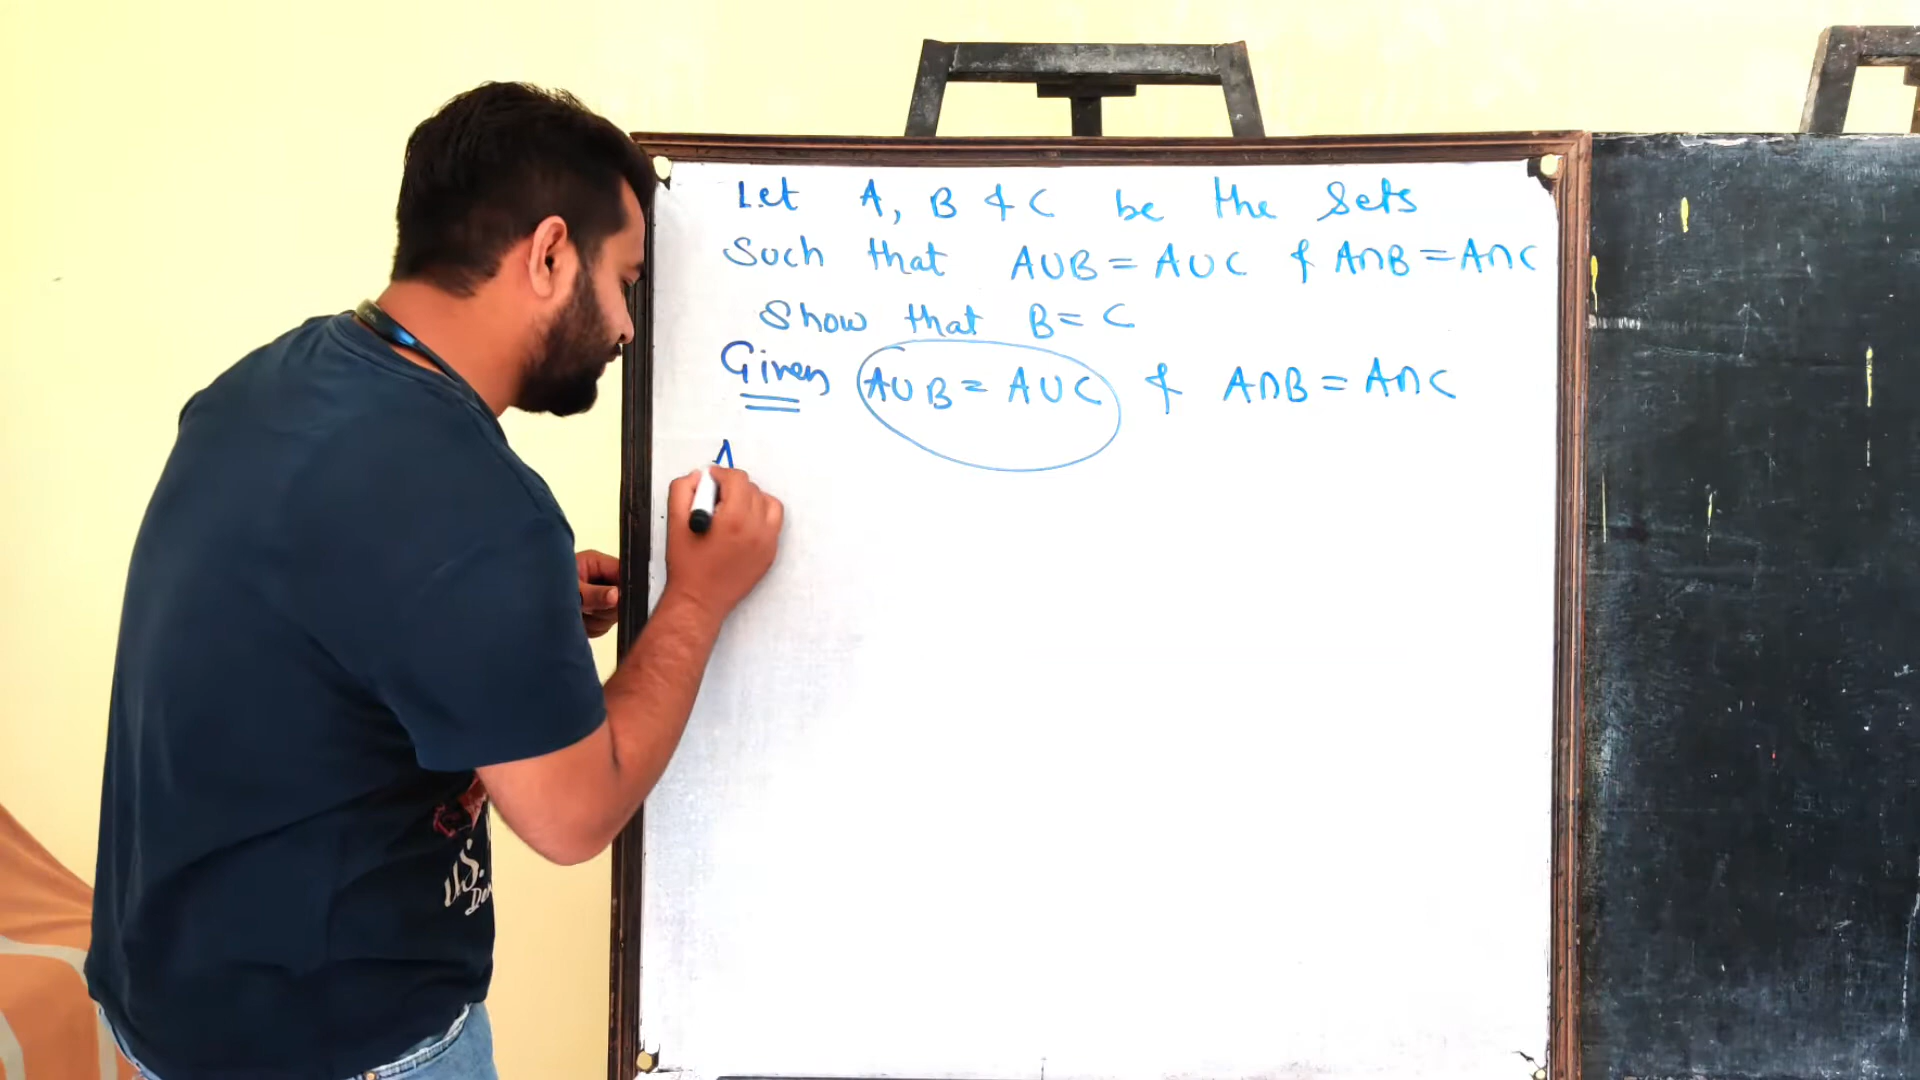 Let A, B & C be the Sets
Such that A∪B = A∪C & A∩B = A∩C
Show that B = C
Given A∪B = A∪C & A∩B = A∩C
A
U.S.